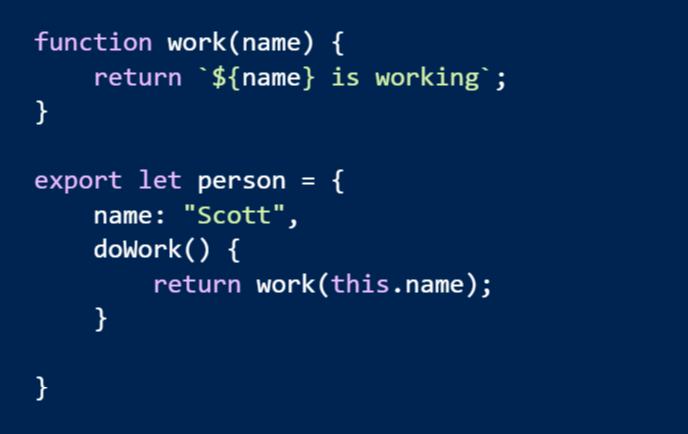 function work(name) {
    return `${name} is working`;
}

export let person = {
    name: "Scott",
    doWork() {
        return work(this.name);
    }

}